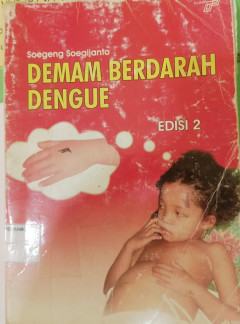 Soegeng Soegijanto
DEMAM BERDARAH
DENGUE
EDISI 2